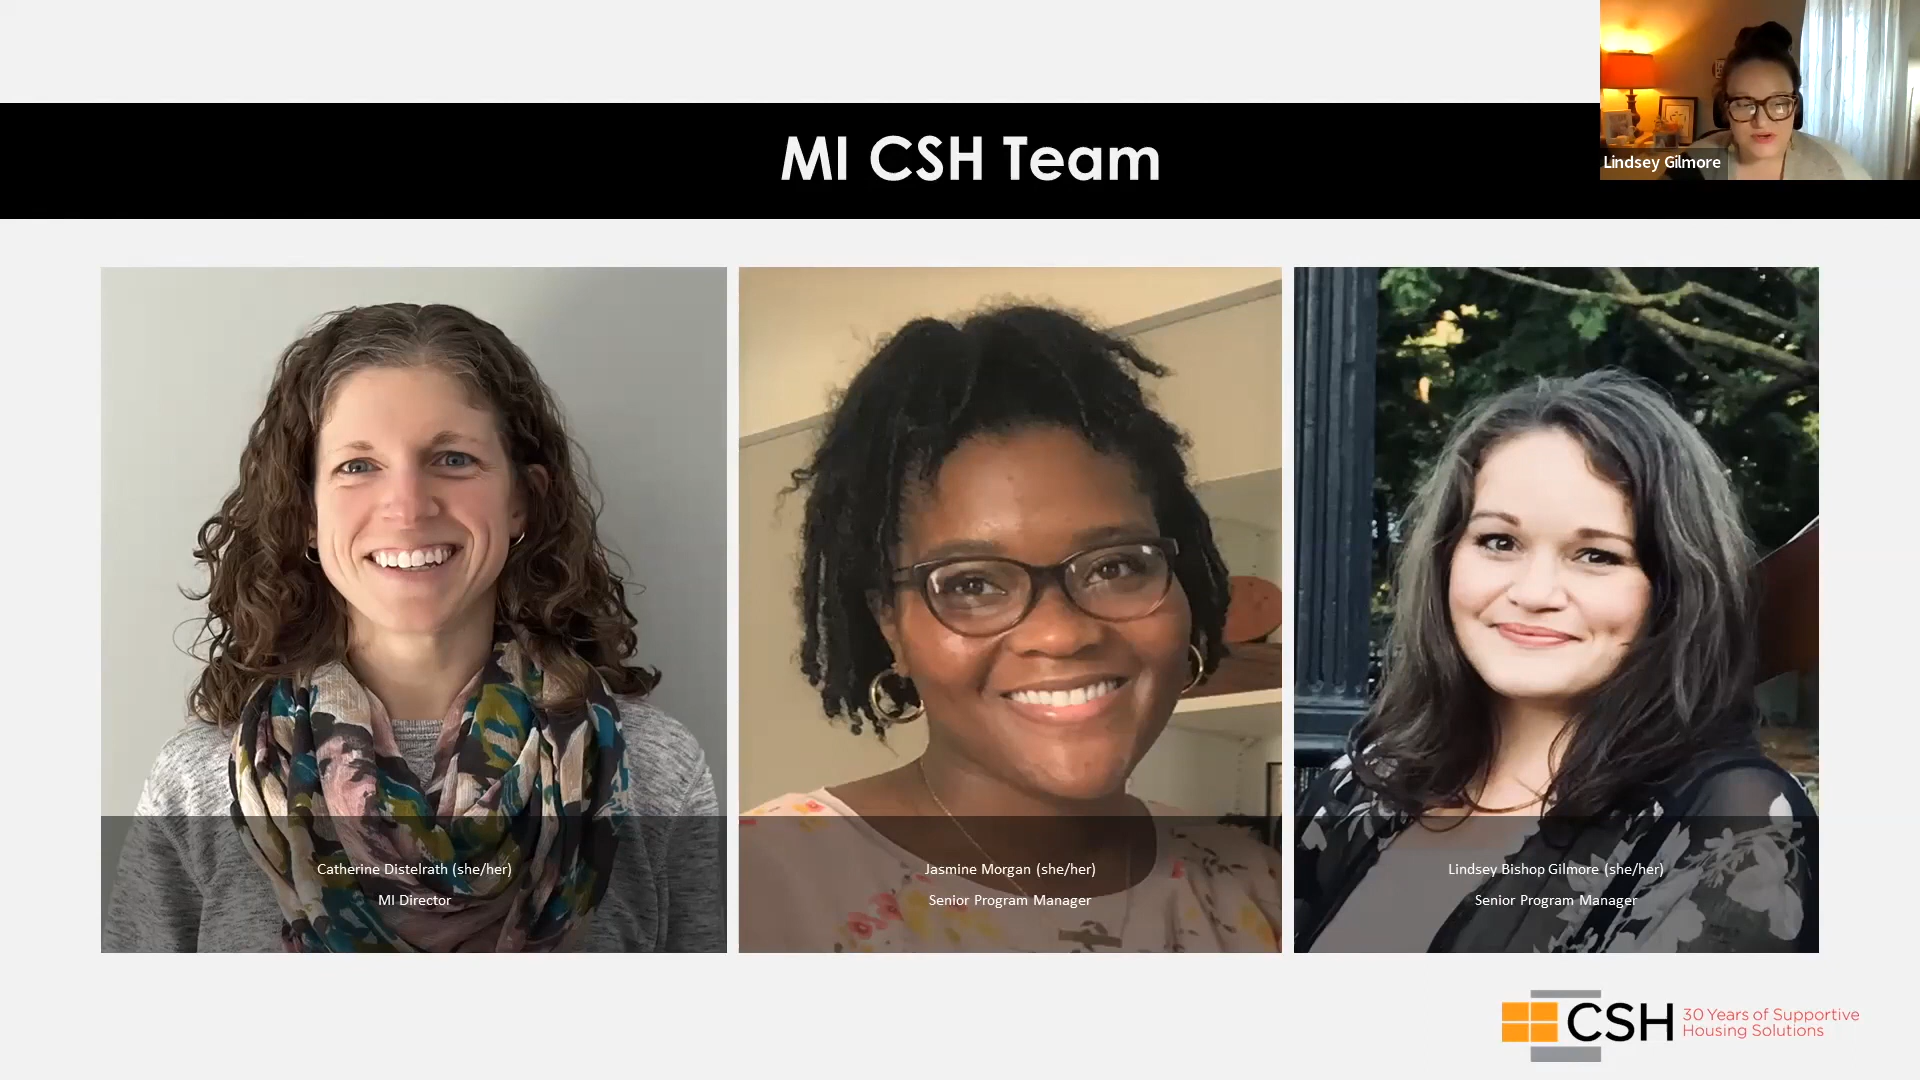 MI CSH Team
Lindsey Gilmore
Catherine Distelrath (she/her)
MI Director
Jasmine Morgan (she/her)
Senior Program Manager
Lindsey Bishop Gilmore (she/her)
Senior Program Manager
CSH
30 Years of Supportive
Housing Solutions